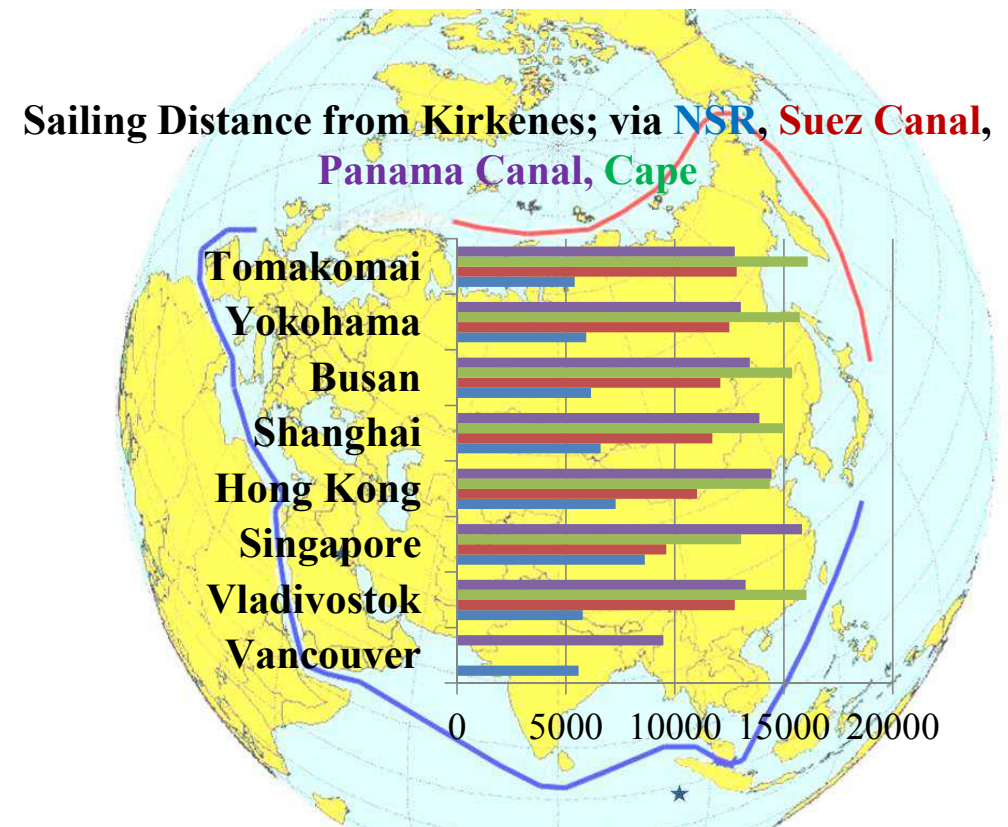 Sailing Distance from Kirkenes; via NSR, Suez Canal,
Panama Canal, Cape
Tomakomai
Yokohama
Busan
Shanghai
Hong Kong
Singapore
Vladivostok
Vancouver
0 5000 10000 15000 20000